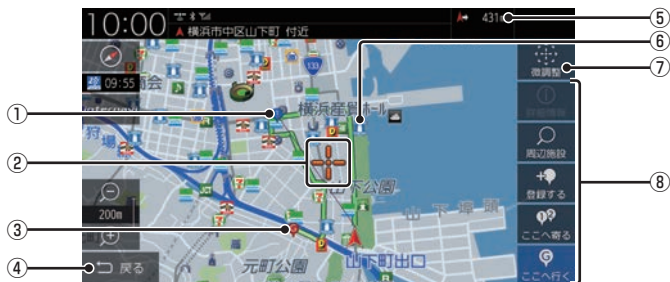 10:00
横浜市中区山下町 付近
431m
⑤
⑥
微調整
⑦
09:55
①
横浜産貿ホール
133
詳細情報
②
狩場
周辺施設
山下公園
登録する
⑧
200m
③
山下埠頭
ここへ寄る
④
戻る
元町公園
山下町出口
ここへ行く